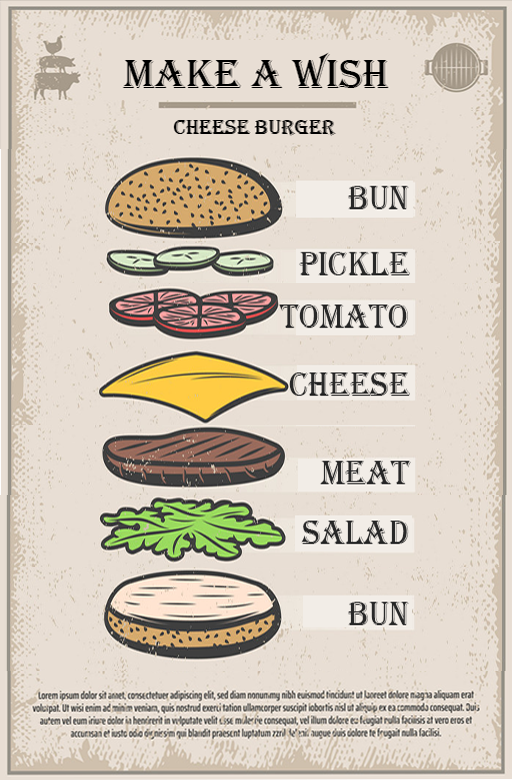 MAKE A WISH
CHEESE BURGER
BUN
PICKLE
TOMATO
CHEESE
MEAT
SALAD
BUN
Lorem ipsum dolor sit amet, consectetuer adipiscing elit, sed diam nonummy nibh euismod tincidunt ut laoreet dolore magna aliquam erat
volutpat. Ut wisi enim ad minim veniam, quis nostrud exerci tation ullamcorper suscipit lobortis nisl ut aliquip ex ea commodo consequat. Duis
autem vel eum iriure dolor in hendrerit in vulputate velit esse molestie consequat, vel illum dolore eu feugiat nulla facilisis at vero eros et
accumsan et iusto odio dignissim qui blandit praesent luptatum zzril delenit augue duis dolore te feugait nulla facilisi.